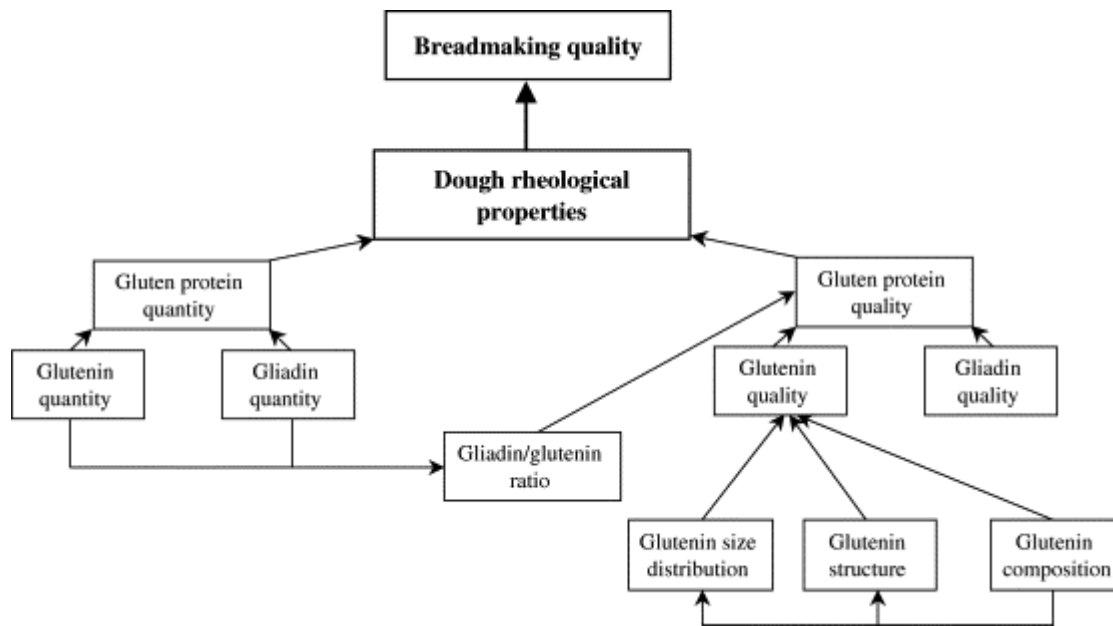 Breadmaking quality
Dough rheological
properties
Gluten protein
quantity
Gluten protein
quality
Glutenin
quantity
Gliadin
quantity
Glutenin
quality
Gliadin
quality
Gliadin/glutenin
ratio
Glutenin size
distribution
Glutenin
structure
Glutenin
composition